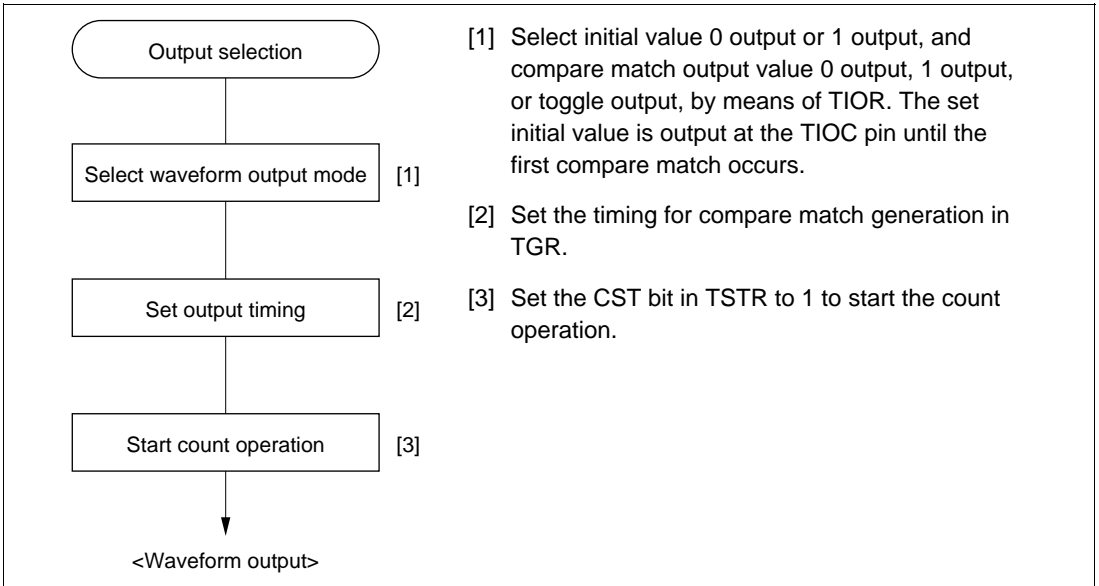 Output selection
Select waveform output mode [1]
Set output timing [2]
Start count operation [3]
<Waveform output>
[1] Select initial value 0 output or 1 output, and
compare match output value 0 output, 1 output,
or toggle output, by means of TIOR. The set
initial value is output at the TIOC pin until the
first compare match occurs.
[2] Set the timing for compare match generation in
TGR.
[3] Set the CST bit in TSTR to 1 to start the count
operation.